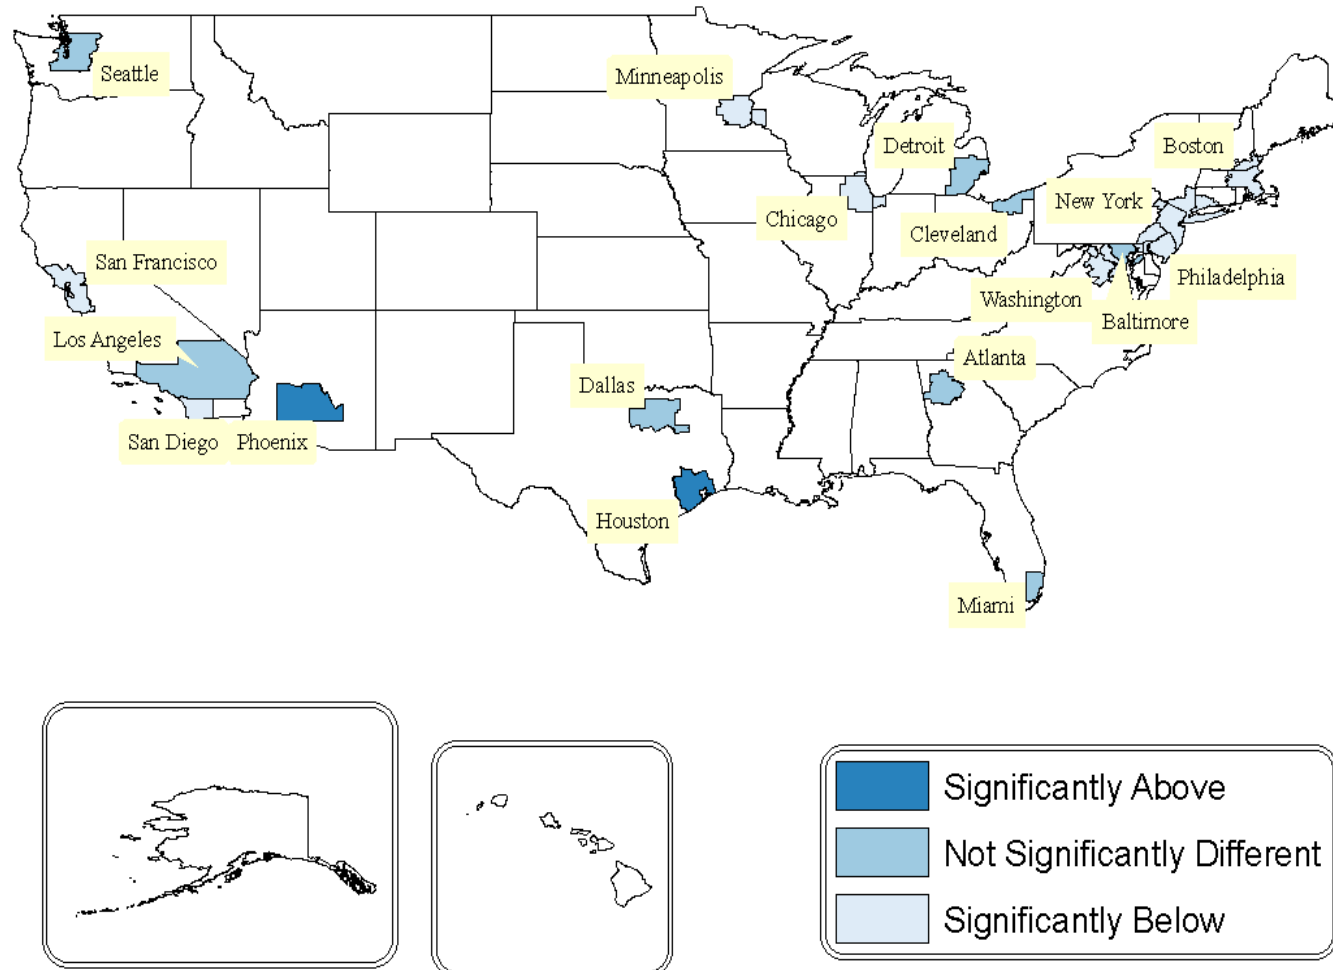 Seattle
Minneapolis
Detroit
Boston
New York
Chicago
Cleveland
San Francisco
Philadelphia
Washington
Baltimore
Los Angeles
Atlanta
Dallas
San Diego
Phoenix
Houston
Miami
Significantly Above
Not Significantly Different
Significantly Below